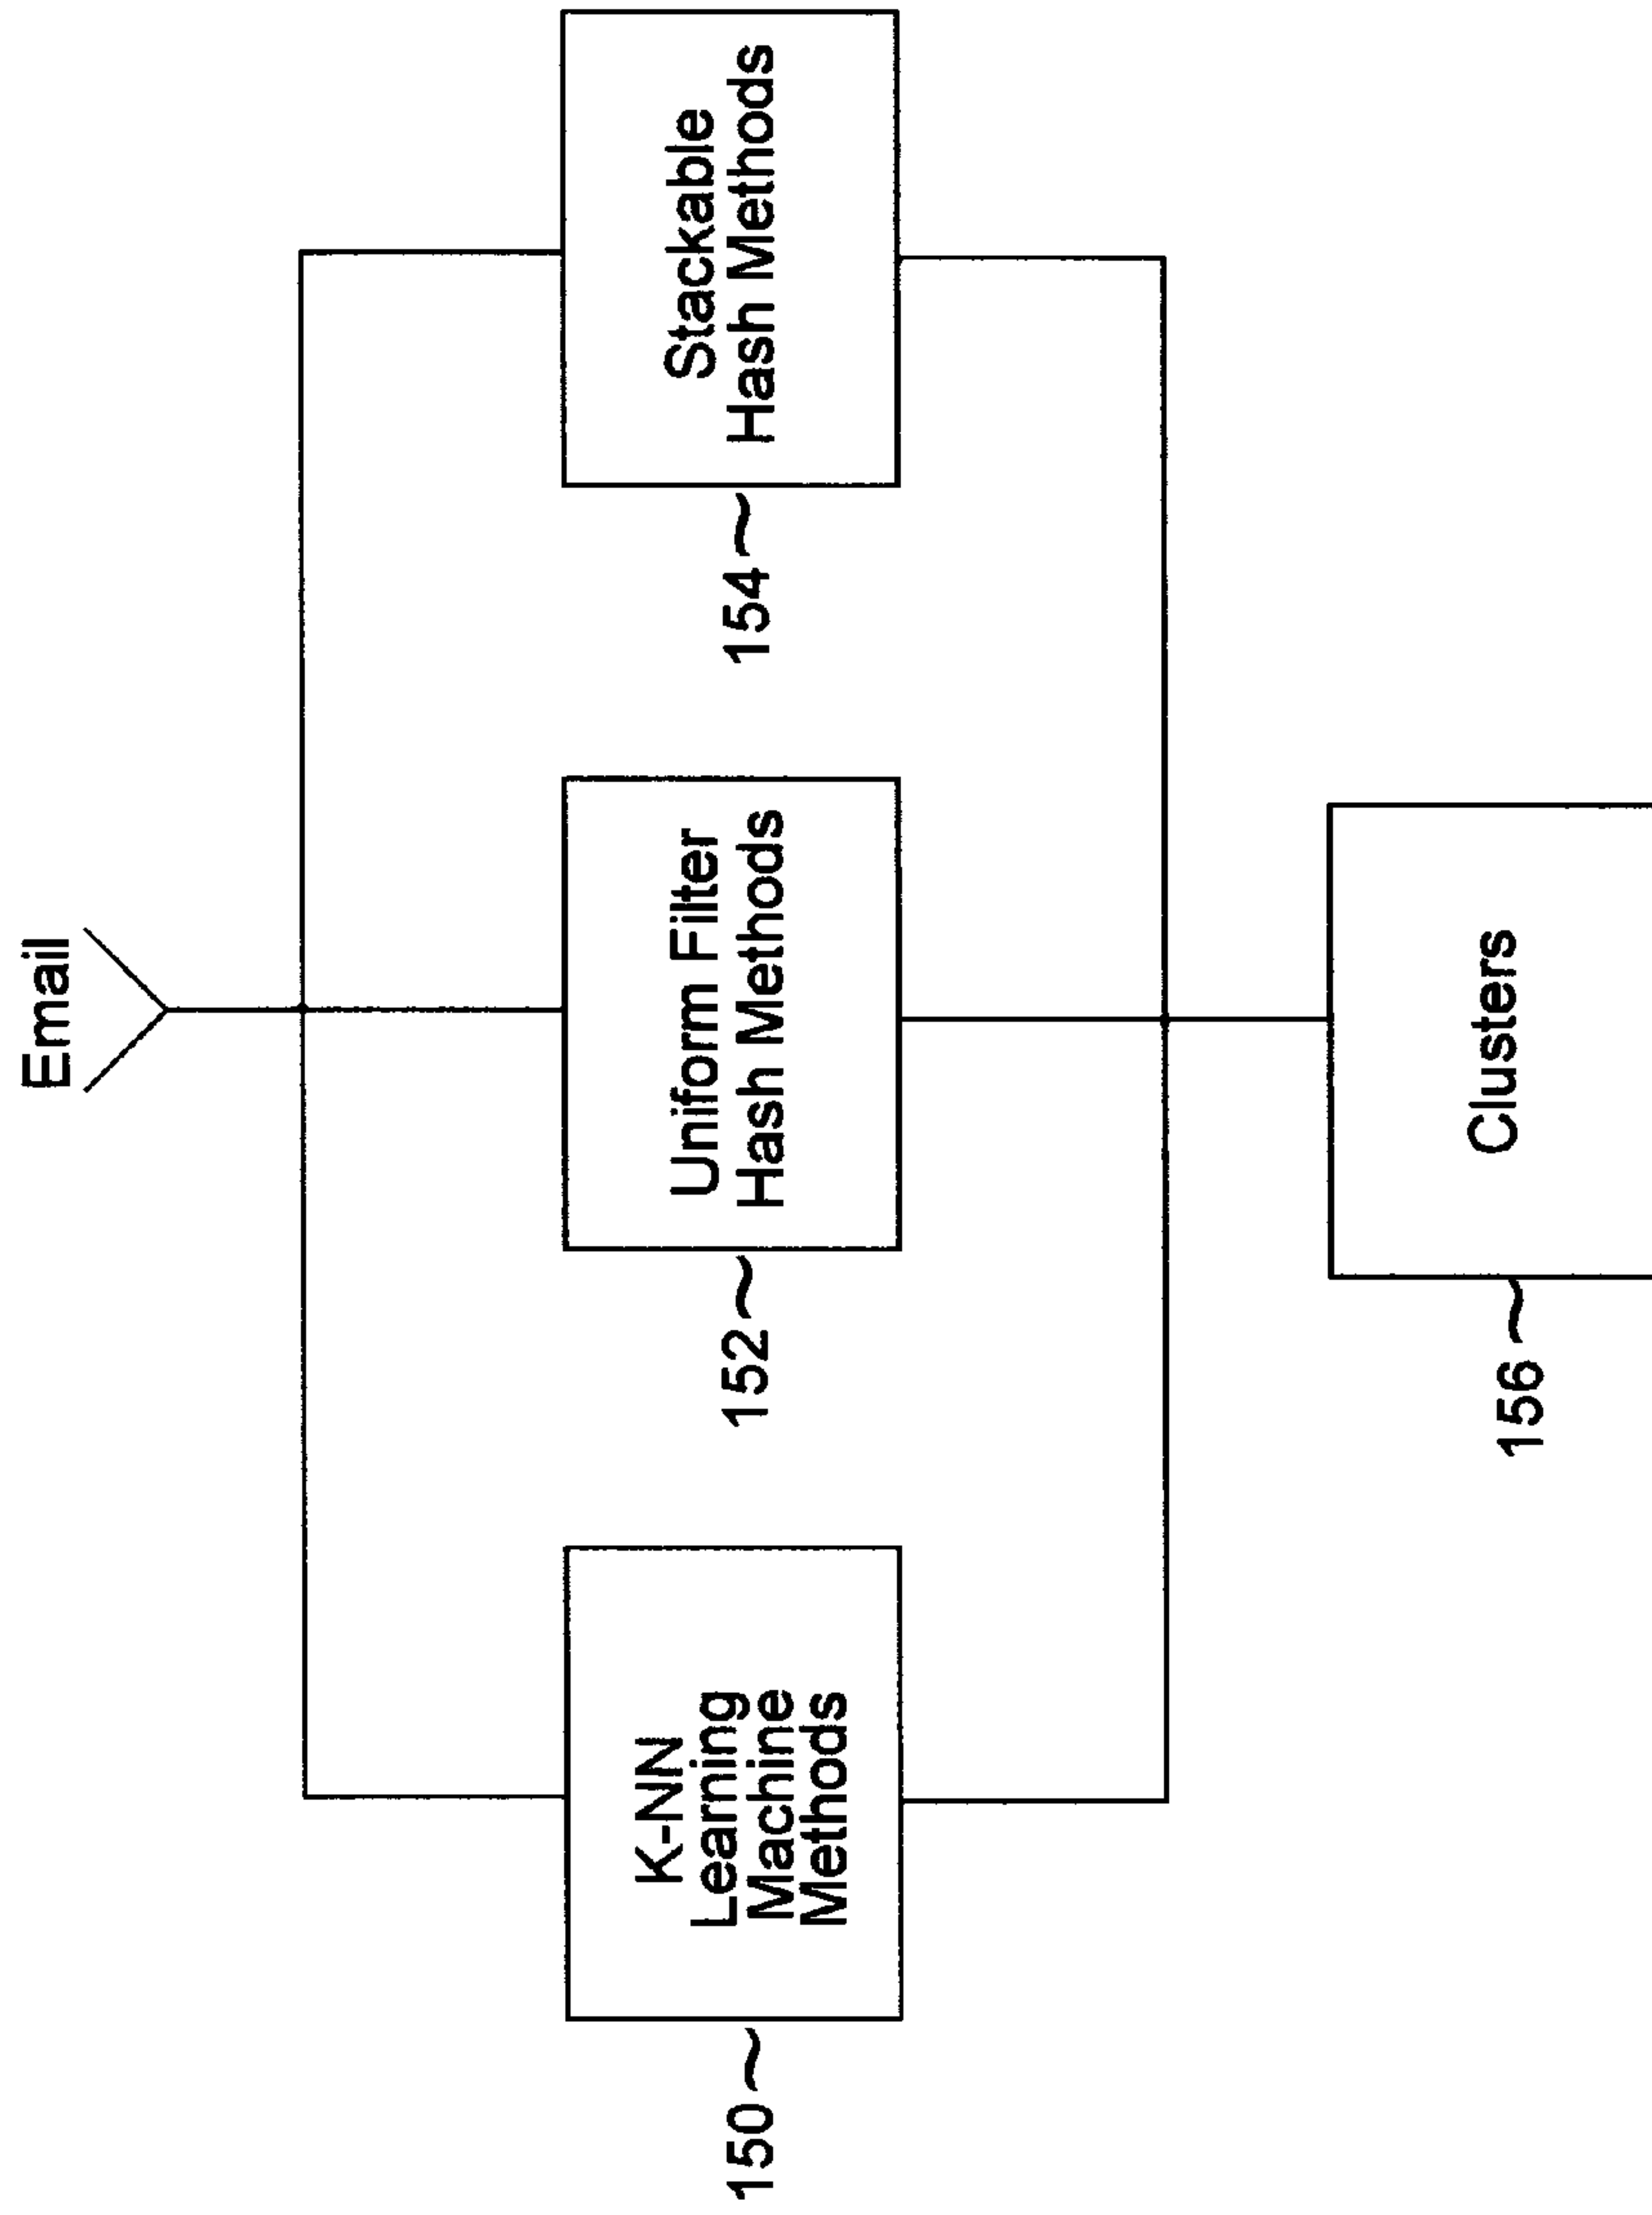 Email
150
K-NN
Learning
Machine
Methods
152
Uniform Filter
Hash Methods
154
Stackable
Hash Methods
156
Clusters